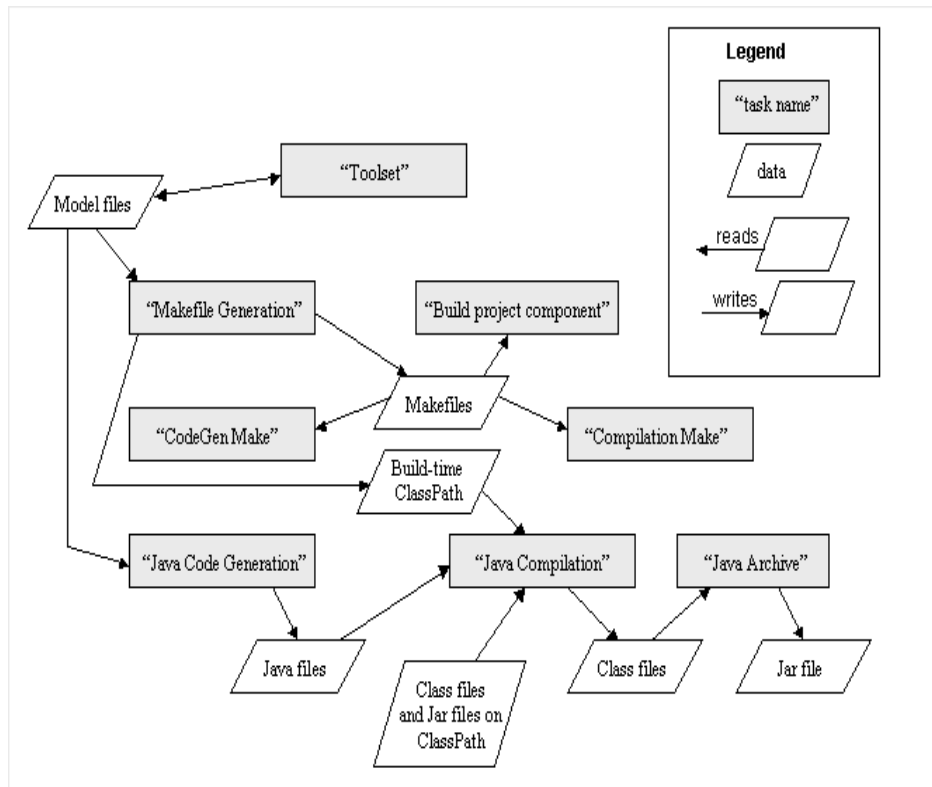 Legend
“task name”
data
reads
writes
“Toolset”
Model files
“Makefile Generation”
“Build project component”
Makefiles
“CodeGen Make”
“Compilation Make”
Build-time
ClassPath
“Java Code Generation”
“Java Compilation”
“Java Archive”
Java files
Class files
and Jar files on
ClassPath
Class files
Jar file